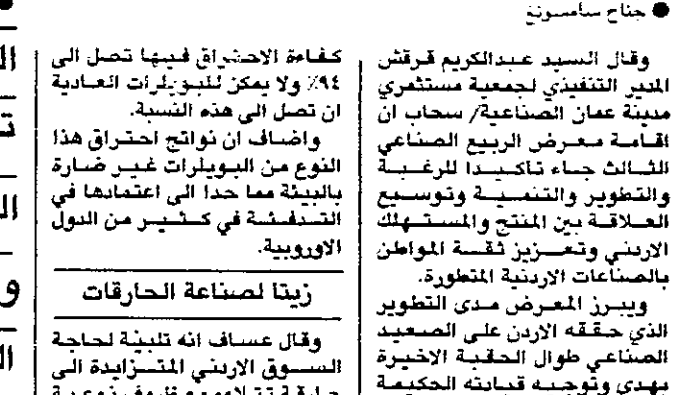 ● جناح سامسونغ
وقال السيد عبدالكريم قرقش
المدير التنفيذي لجمعية مستثمري
مدينة عمان الصناعية/ سحاب ان
اقامة معرض الربيع الصناعي
الثالث جاء تاكيدا للرغبة
والتطوير والتنمية وتوسيع
العلاقة بين المنتج والمستهلك
الاردني وتعزيز ثقة المواطن
بالصناعات الاردنية المتطورة.
ويبرز المعرض مدى التطوير
الذي حققه الاردن على الصعيد
الصناعي طوال الحقبة الاخيرة
بهدي وتوجيه قيادته الحكيمة
كفاءة الاحتراق فيها تصل الى
٩٤٪ ولا يمكن للبويلرات العادية
ان تصل الى هذه النسبة.
واضاف ان نواتج احتراق هذا
النوع من البويلرات غير ضارة
بالبيئة مما حدا الى اعتمادها في
التدفئة في كثير من الدول
الاوروبية.
زيتا لصناعة الحارقات
وقال عساف انه تلبية لحاجة
السوق الاردني المتزايدة الى